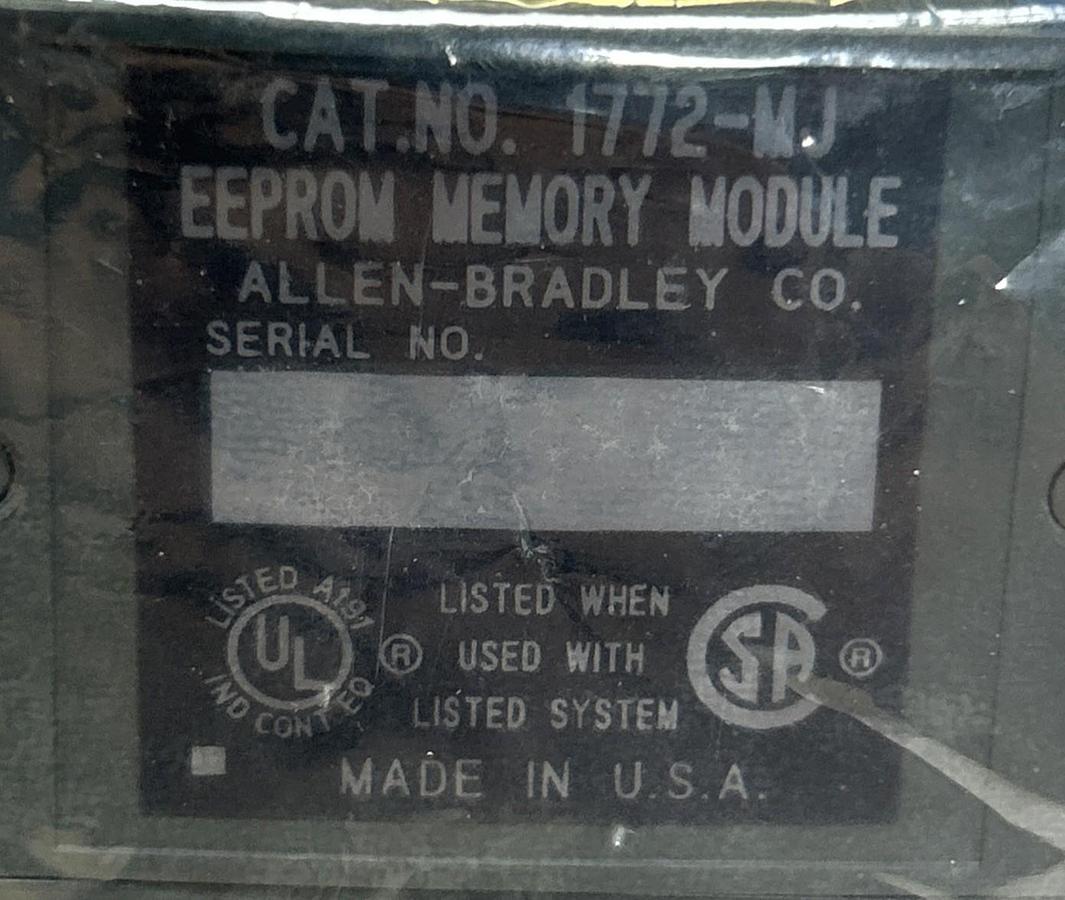 CAT.NO. 1772-MJ
EEPROM MEMORY MODULE
ALLEN-BRADLEY CO.
SERIAL NO.
LISTED A191
UL
IND CONT EQ
®
LISTED WHEN
USED WITH
LISTED SYSTEM
SA
®
MADE IN U.S.A.